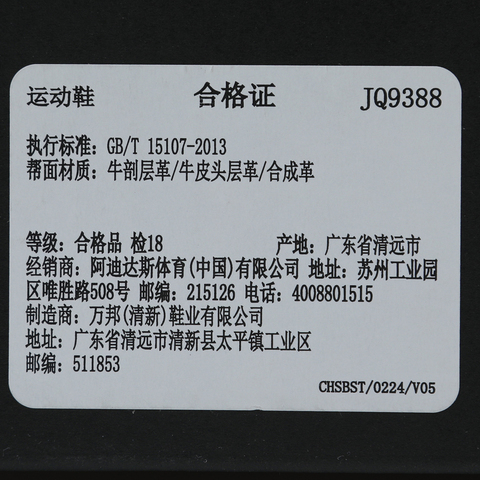 运动鞋 合格证 JQ9388
执行标准：GB/T 15107-2013
帮面材质：牛剖层革/牛皮头层革/合成革
等级：合格品 检18 产地：广东省清远市
经销商：阿迪达斯体育(中国)有限公司 地址：苏州工业园
区唯胜路508号 邮编：215126 电话：4008801515
制造商：万邦(清新)鞋业有限公司
地址：广东省清远市清新县太平镇工业区
邮编：511853
CHSBST/0224/V05